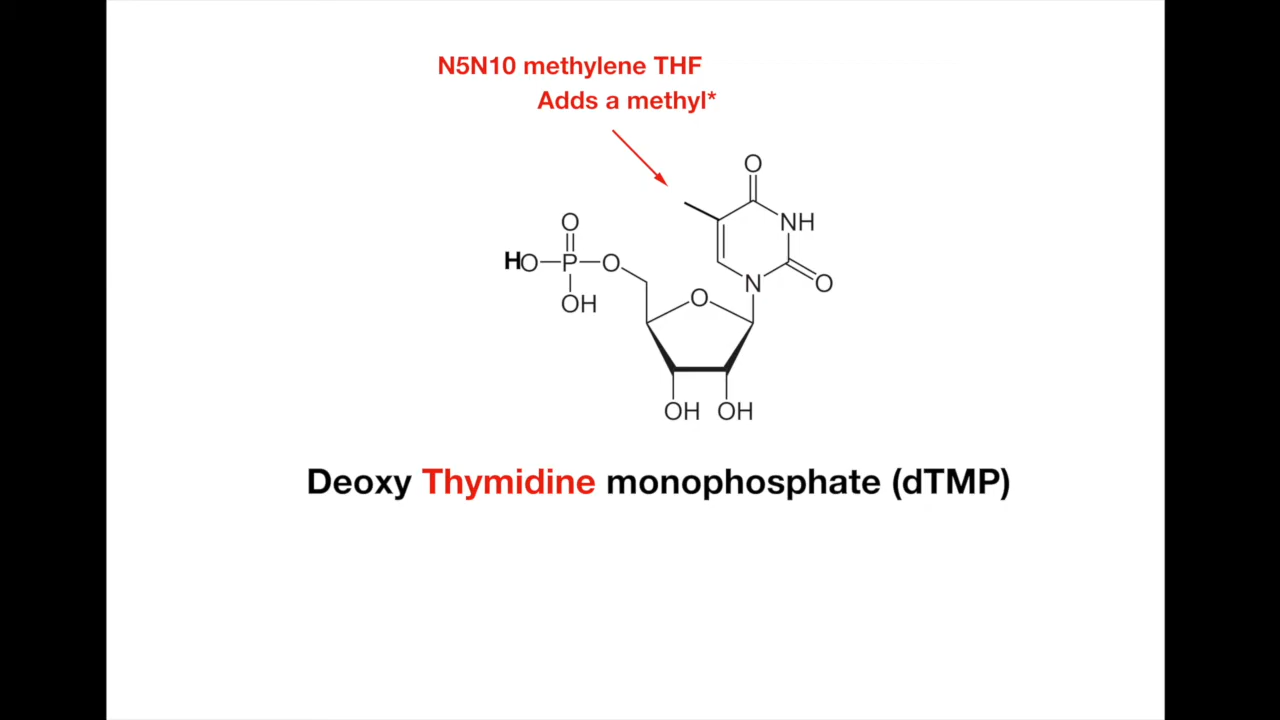 N5N10 methylene THF
Adds a methyl*
O
NH
O
N
O
HO P O
OH
O
OH OH
Deoxy Thymidine monophosphate (dTMP)